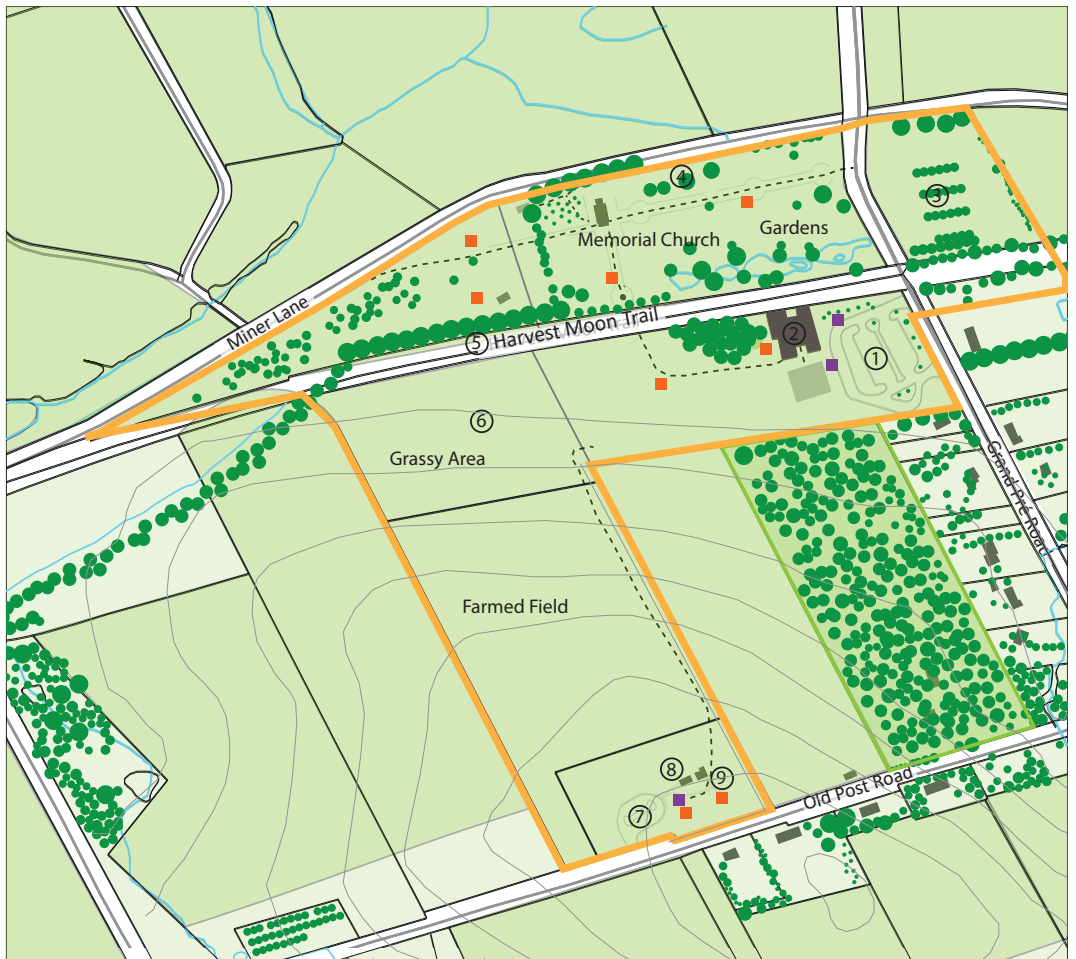 ④
③
Gardens
Memorial Church
Miner Lane
⑤ Harvest Moon Trail
②
①
⑥
Grassy Area
Grand Pré Road
Farmed Field
⑧
⑨
⑦
Old Post Road